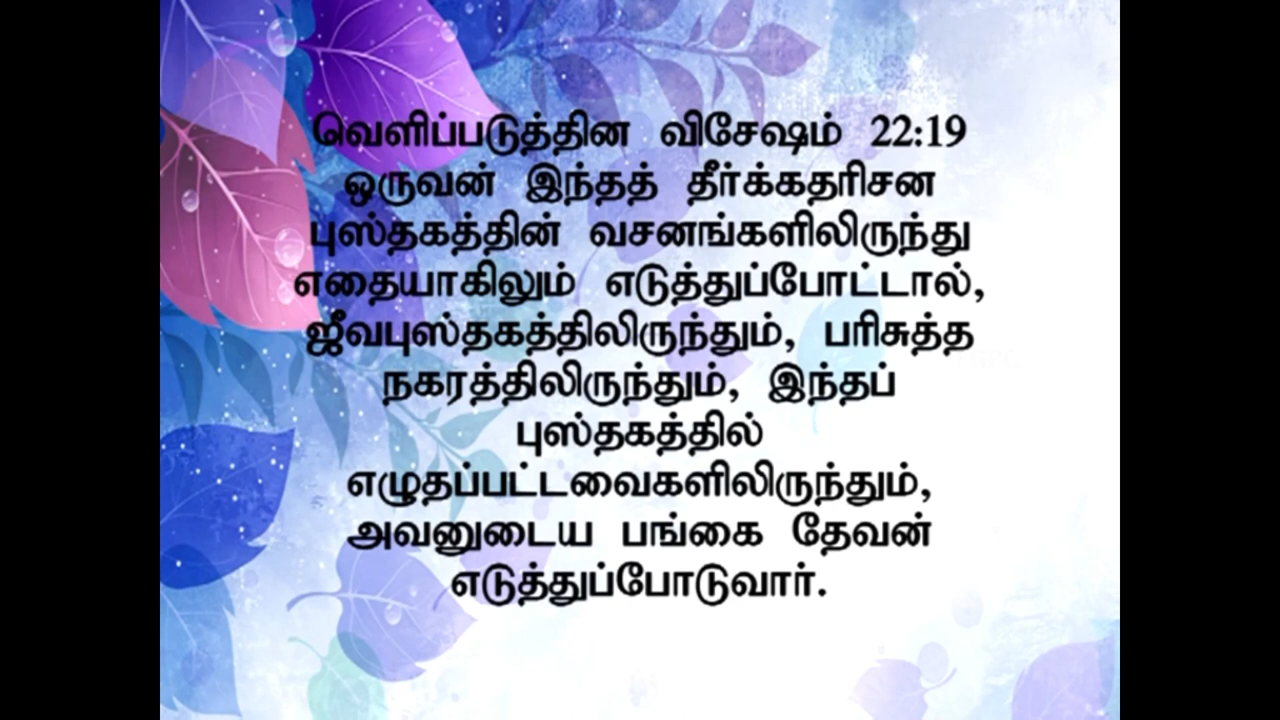 வெளிப்படுத்தின விசேஷம் 22:19
ஒருவன் இந்தத் தீர்க்கதரிசன
புஸ்தகத்தின் வசனங்களிலிருந்து
எதையாகிலும் எடுத்துப்போட்டால்,
ஜீவபுஸ்தகத்திலிருந்தும், பரிசுத்த
நகரத்திலிருந்தும், இந்தப்
புஸ்தகத்தில்
எழுதப்பட்டவைகளிலிருந்தும்,
அவனுடைய பங்கை தேவன்
எடுத்துப்போடுவார்.